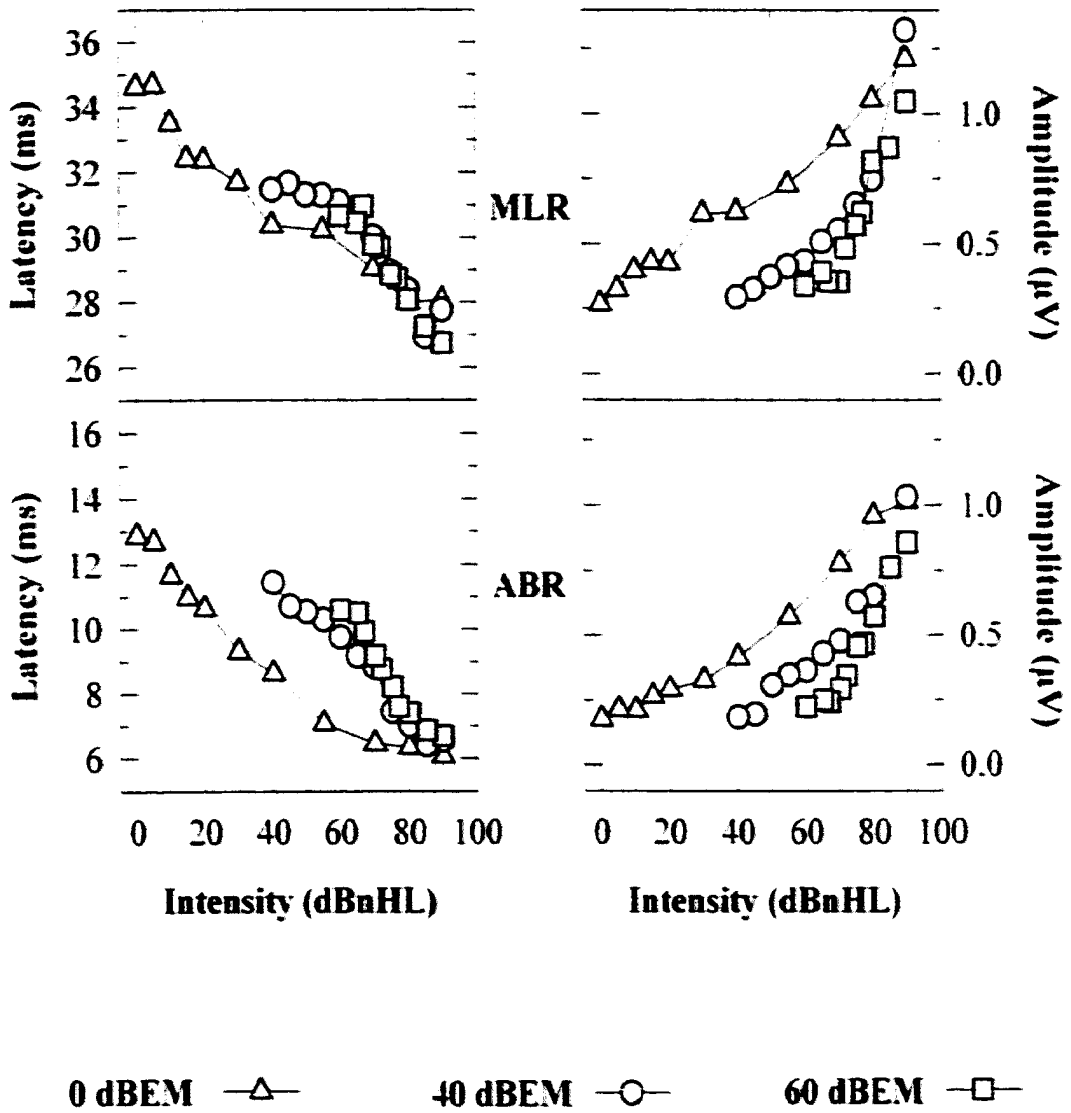 36
34
32
30
28
26
Latency (ms)
MLR
1.0
0.5
0.0
Amplitude (µV)
16
14
12
10
8
6
Latency (ms)
ABR
1.0
0.5
0.0
Amplitude (µV)
0 20 40 60 80 100
0 20 40 60 80 100
Intensity (dBnHL)
Intensity (dBnHL)
0 dBEM
40 dBEM
60 dBEM